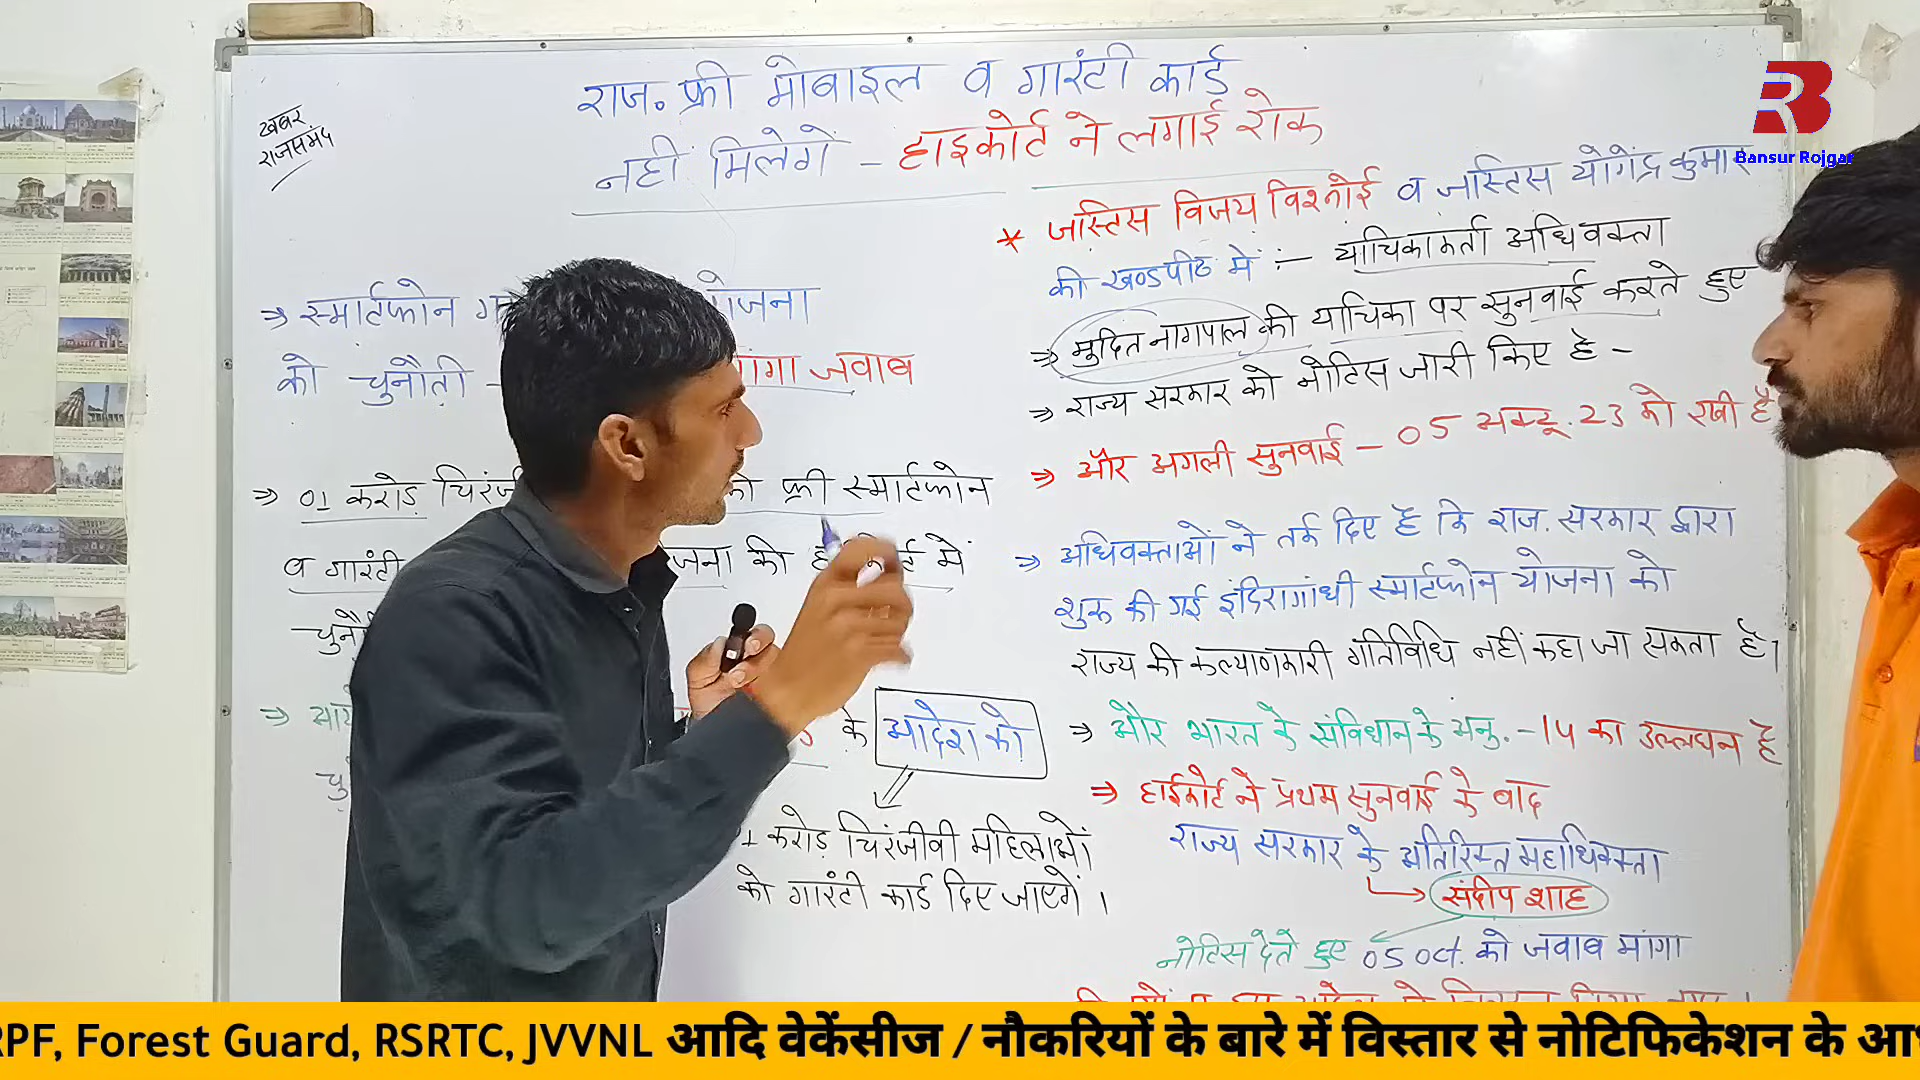 राज. फ्री मोबाइल व गारंटी कार्ड
नहीं मिलेगें - हाइकोर्ट ने लगाई रोक
खबर
राजसमंद
⇒ स्मार्टफोन योजना
को चुनौती - मांगा जवाब
⇒ 01 करोड़ को फ्री स्मार्टफोन
व गारंटी योजना को हाईकोर्ट में
के आदेश को
करोड़ चिरंजीवी महिलाओं
को गारंटी कार्ड दिए जाएगें ।
* जस्टिस विजय विश्नोई व जस्टिस योगेंद्र कुमार
की खण्डपीठ में :- याचिकाकर्ता अधिवक्ता
⇒ मुदित नागपाल की याचिका पर सुनवाई करते हुए
⇒ राज्य सरकार को नोटिस जारी किए है -
⇒ और अगली सुनवाई - 05 अक्टू. 23 को रखी है
⇒ अधिवक्ताओं ने तर्क दिए है कि राज. सरकार द्वारा
शुरू की गई इंदिरागांधी स्मार्टफोन योजना को
राज्य की कल्याणकारी गतिविधि नहीं कहा जा सकता है।
⇒ और भारत के संविधान के अनु. - 14 का उल्लघन है
⇒ हाईकोर्ट ने प्रथम सुनवाई के बाद
राज्य सरकार के अतिरिक्त महाधिवक्ता
संदीप शाह
नोटिस देते हुए 05 oct. को जवाब मांगा
Bansur Rojgar
RPF, Forest Guard, RSRTC, JVVNL आदि वेकेंसीज / नौकरियों के बारे में विस्तार से नोटिफिकेशन के